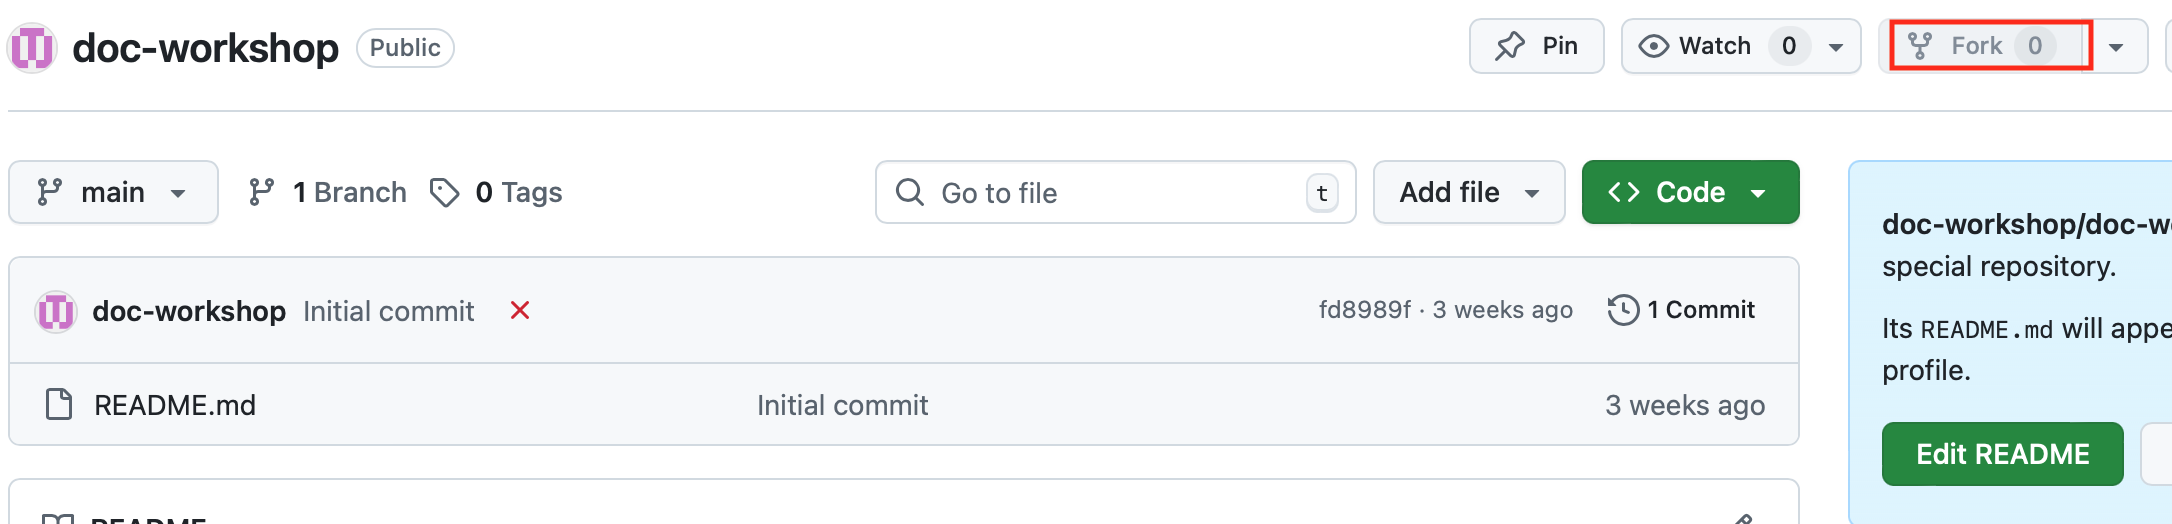 doc-workshop Public Pin Watch 0 Fork 0
main 1 Branch 0 Tags Go to file t Add file <> Code
doc-workshop Initial commit fd8989f · 3 weeks ago 1 Commit
README.md Initial commit 3 weeks ago
README
doc-workshop/doc-w
special repository.
Its README.md will appe
profile.
Edit README